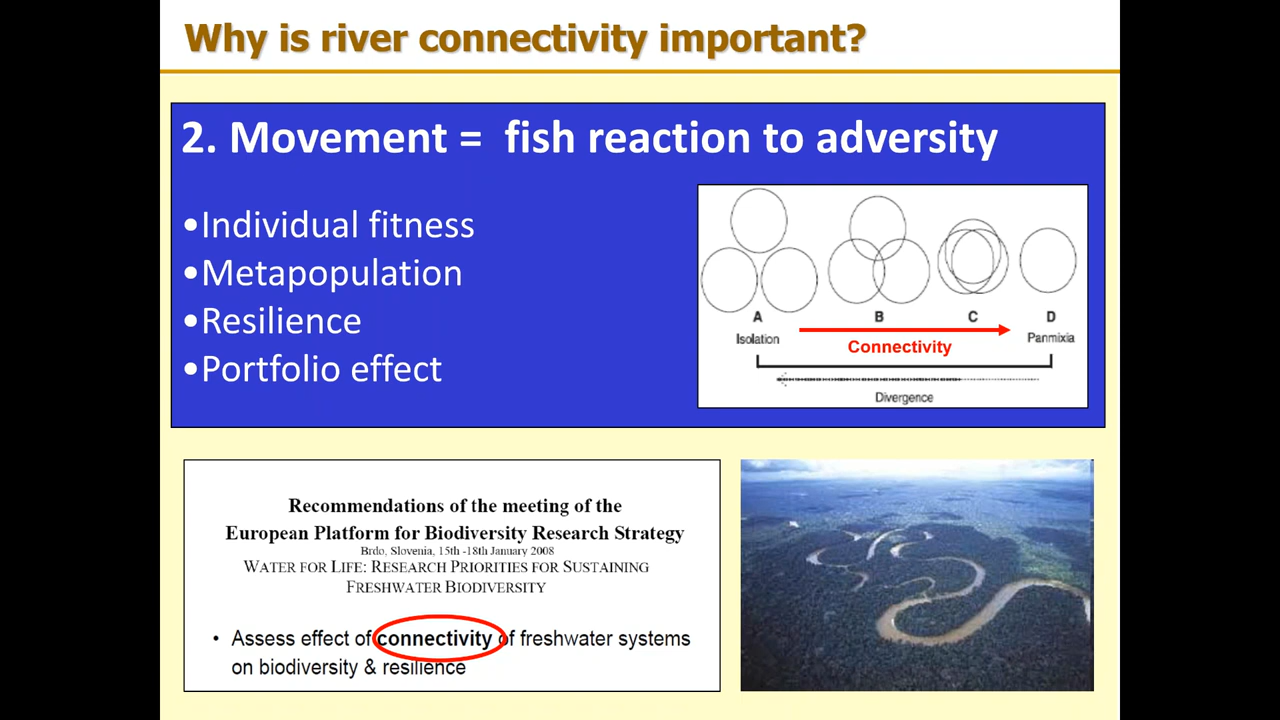 Why is river connectivity important?
2. Movement = fish reaction to adversity
•Individual fitness
•Metapopulation
•Resilience
•Portfolio effect
A B C D
Isolation Panmixia
Connectivity
Divergence
Recommendations of the meeting of the
European Platform for Biodiversity Research Strategy
Brdo, Slovenia, 15th -18th January 2008
WATER FOR LIFE: RESEARCH PRIORITIES FOR SUSTAINING
FRESHWATER BIODIVERSITY
• Assess effect of connectivity of freshwater systems
on biodiversity & resilience